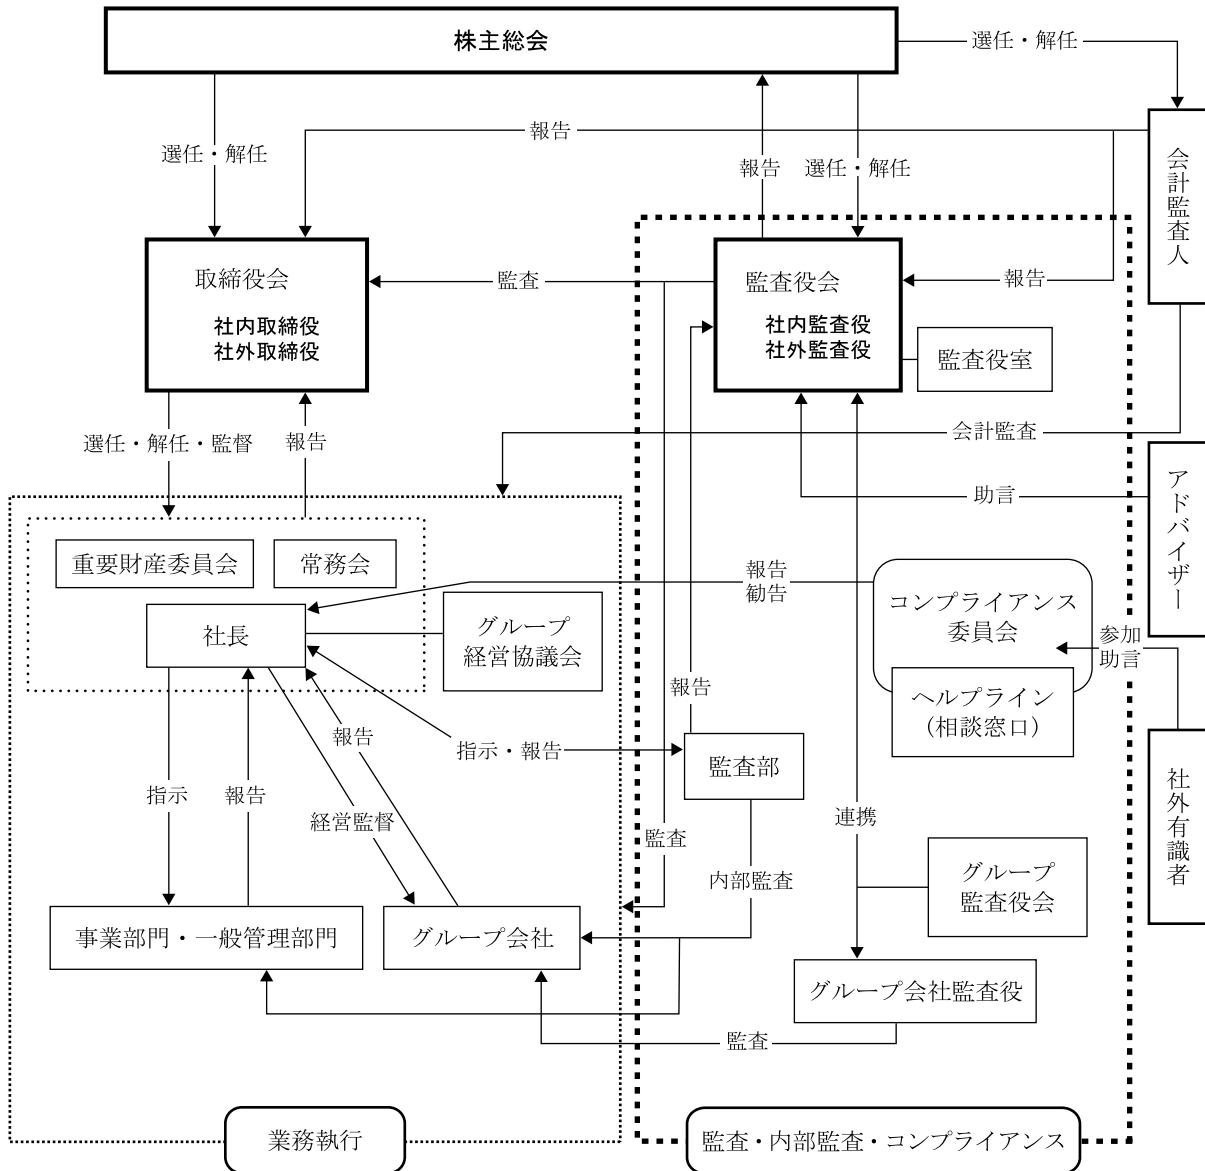 株主総会
選任・解任
報告
選任・解任
報告
選任・解任
会計監査人
取締役会
社内取締役
社外取締役
監査
監査役会
社内監査役
社外監査役
報告
監査役室
選任・解任・監督
報告
会計監査
アドバイザー
助言
重要財産委員会
常務会
報告
勧告
コンプライアンス
委員会
社長
グループ
経営協議会
参加
助言
ヘルプライン
(相談窓口)
報告
報告
指示・報告
監査部
社外有識者
指示
報告
経営監督
監査
連携
内部監査
グループ
監査役会
事業部門・一般管理部門
グループ会社
グループ会社監査役
監査
業務執行
監査・内部監査・コンプライアンス